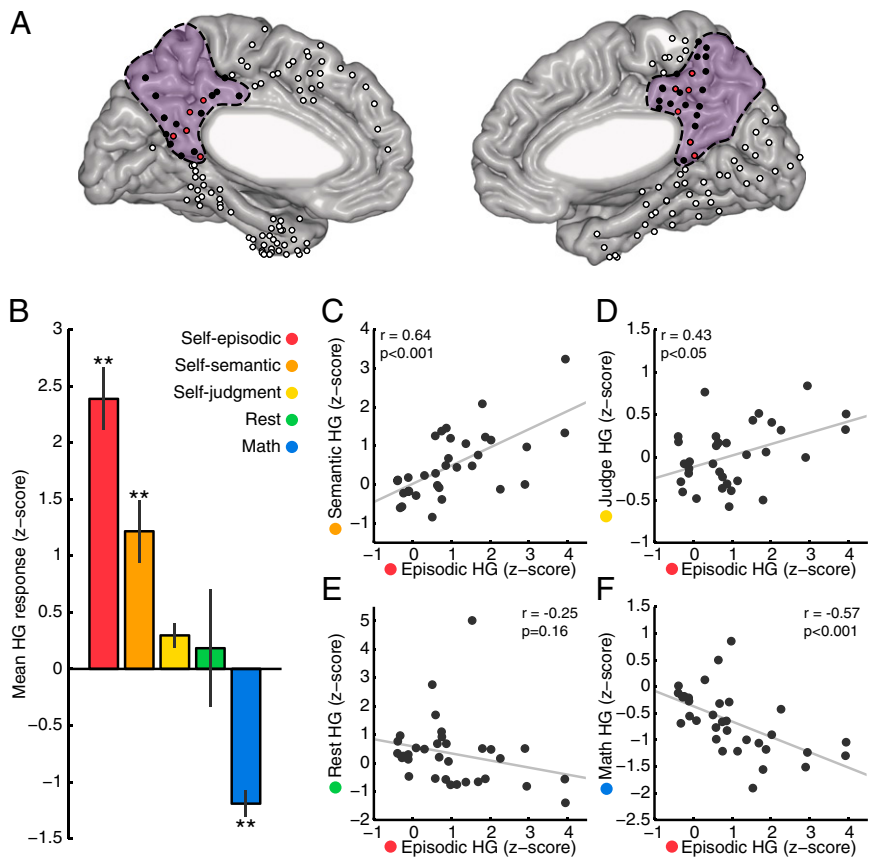 A
B
3
2.5
2
1.5
1
0.5
0
−0.5
−1
−1.5
Mean HG response (z−score)
**
**
**
Self-episodic
Self-semantic
Self-judgment
Rest
Math
C
r = 0.64
p<0.001
4
3
2
1
0
−1
Semantic HG (z−score)
−1 0 1 2 3 4
Episodic HG (z−score)
D
r = 0.43
p<0.05
1.5
1
0.5
0
−0.5
−1
Judge HG (z−score)
−1 0 1 2 3 4
Episodic HG (z−score)
E
r = -0.25
p=0.16
5
4
3
2
1
0
−1
−2
Rest HG (z−score)
−1 0 1 2 3 4
Episodic HG (z−score)
F
r = -0.57
p<0.001
1.5
1
0.5
0
−0.5
−1
−1.5
−2
−2.5
Math HG (z−score)
−1 0 1 2 3 4
Episodic HG (z−score)